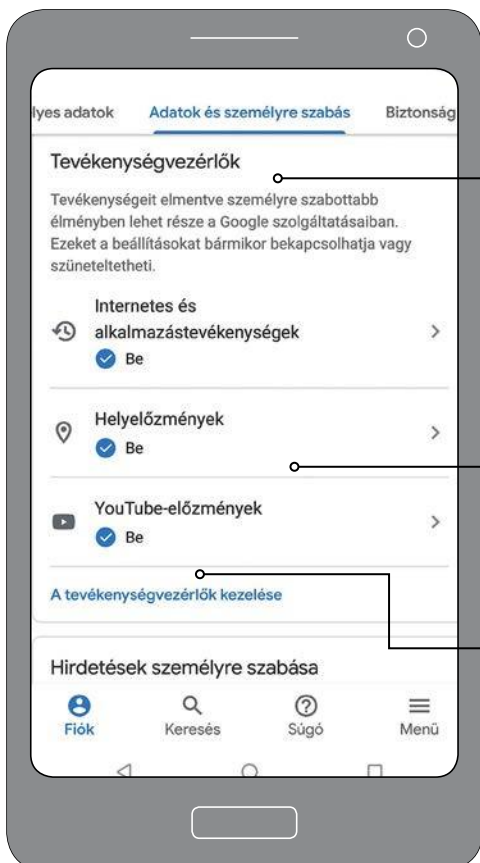 lyes adatok Adatok és személyre szabás Biztonság
Tevékenységvezérlők
Tevékenységeit elmentve személyre szabottabb
élményben lehet része a Google szolgáltatásaiban.
Ezeket a beállításokat bármikor bekapcsolhatja vagy
szüneteltetheti.
Internetes és
alkalmazástevékenységek
Be
Helyelőzmények
Be
YouTube-előzmények
Be
A tevékenységvezérlők kezelése
Hirdetések személyre szabása
Fiók Keresés Súgó Menü